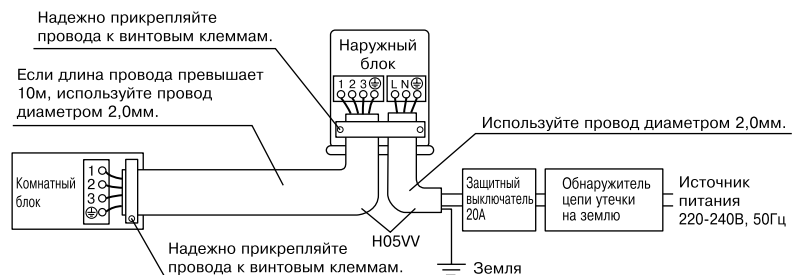 Надежно прикрепляйте
провода к винтовым клеммам.
Если длина провода превышает
10м, используйте провод
диаметром 2,0мм.
Наружный
блок
1 2 3
L N
Используйте провод диаметром 2,0мм.
Комнатный
блок
1
2
3
Защитный
выключатель
20А
Обнаружитель
цепи утечки
на землю
Источник
питания
220-240В, 50Гц
H05VV
Надежно прикрепляйте
провода к винтовым клеммам.
Земля